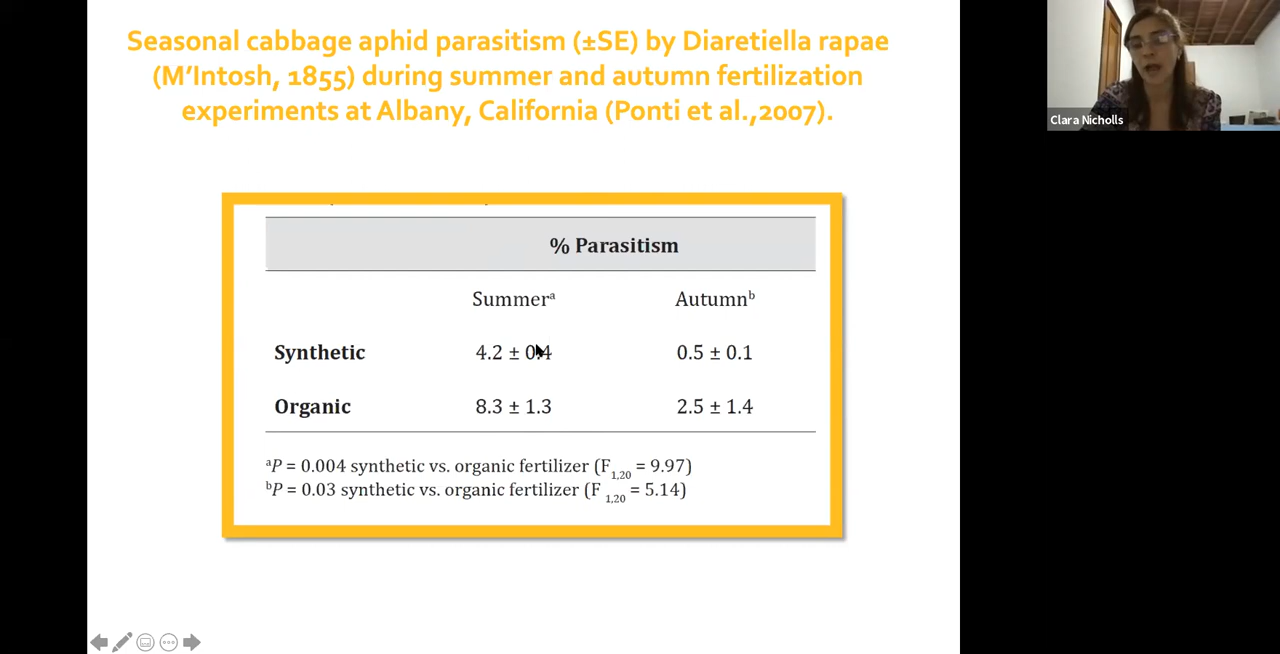 Seasonal cabbage aphid parasitism (±SE) by Diaretiella rapae
(M’Intosh, 1855) during summer and autumn fertilization
experiments at Albany, California (Ponti et al.,2007).
Clara Nicholls
% Parasitism
Summerᵃ Autumnᵇ
Synthetic 4.2 ± 0.4 0.5 ± 0.1
Organic 8.3 ± 1.3 2.5 ± 1.4
ᵃP = 0.004 synthetic vs. organic fertilizer (F1,20 = 9.97)
ᵇP = 0.03 synthetic vs. organic fertilizer (F 1,20 = 5.14)